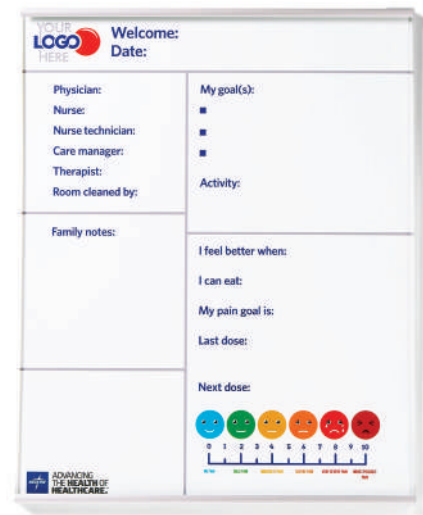 YOUR
LOGO
HERE
Welcome:
Date:
Physician:
Nurse:
Nurse technician:
Care manager:
Therapist:
Room cleaned by:
Family notes:
My goal(s):
Activity:
I feel better when:
I can eat:
My pain goal is:
Last dose:
Next dose:
0 1 2 3 4 5 6 7 8 9 10
ADVANCING
THE HEALTH OF
HEALTHCARE.